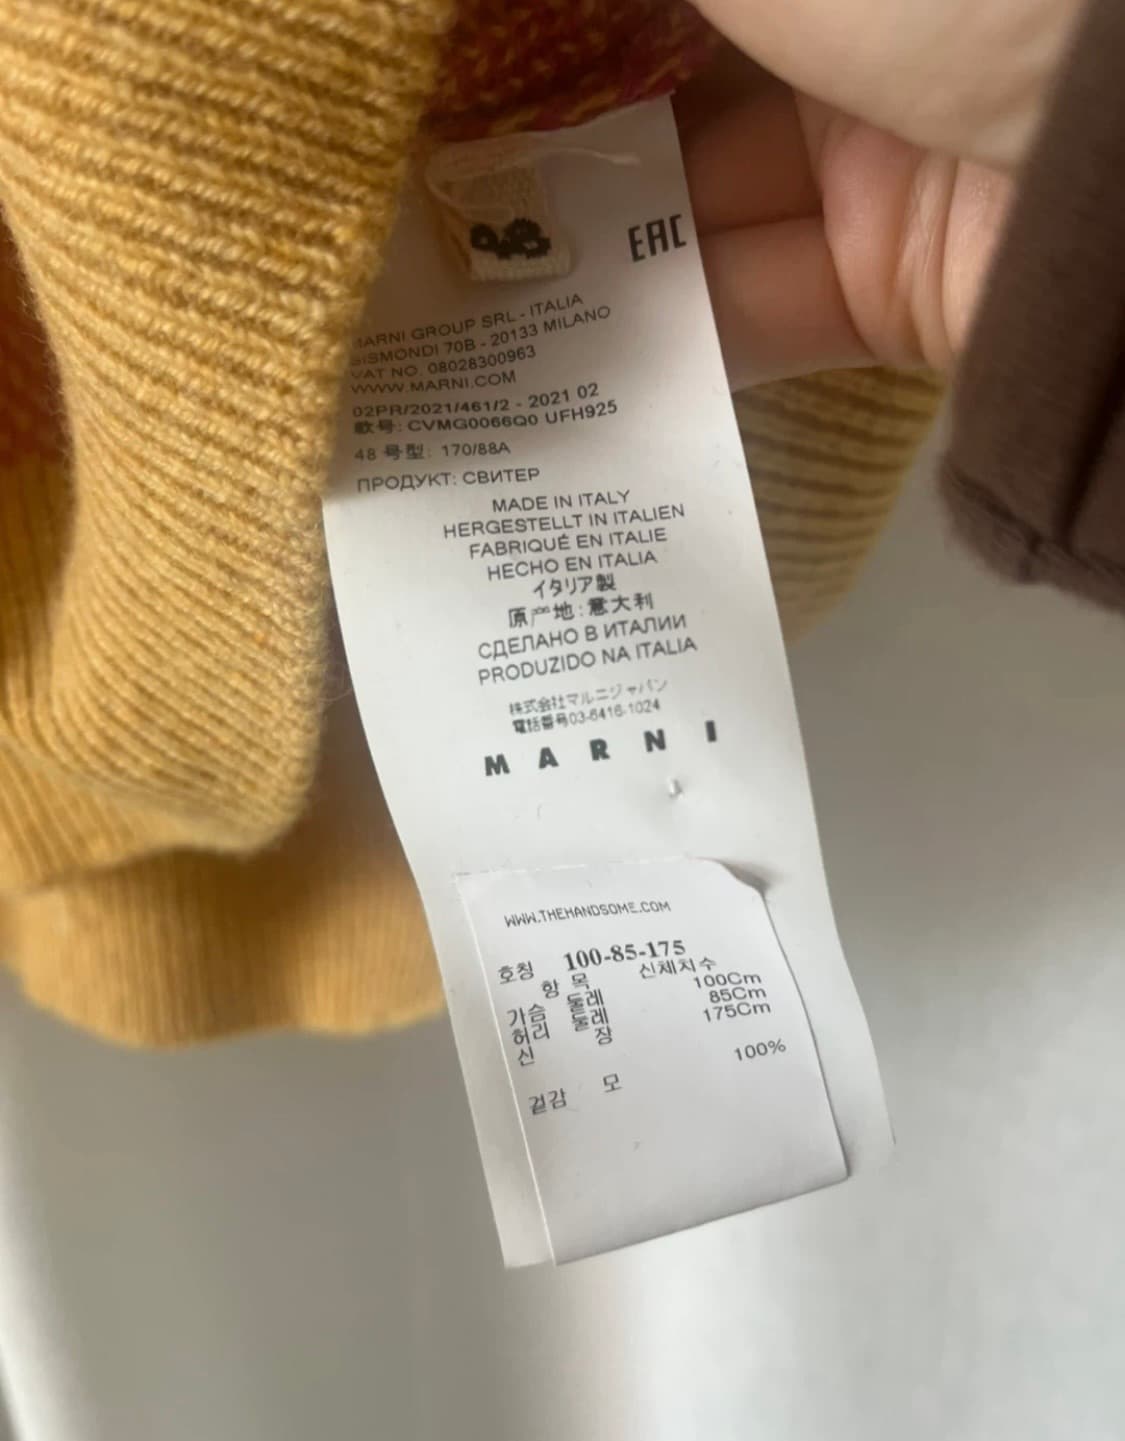 48
EAC
MARNI GROUP SRL - ITALIA
SISMONDI 70B - 20133 MILANO
VAT NO. 08028300963
WWW.MARNI.COM
02PR/2021/461/2 - 2021 02
款号: CVMG0066Q0 UFH925
48 号型: 170/88A
ПРОДУКТ: СВИТЕР
MADE IN ITALY
HERGESTELLT IN ITALIEN
FABRIQUÉ EN ITALIE
HECHO EN ITALIA
イタリア製
原产地: 意大利
СДЕЛАНО В ИТАЛИИ
PRODUZIDO NA ITALIA
株式会社マルニジャパン
電話番号03-6416-1024
MARNI
WWW.THEHANDSOME.COM
호칭 100-85-175
항 목 신체치수
가슴 둘레 100Cm
허리 둘레 85Cm
신 장 175Cm
겉감 모 100%